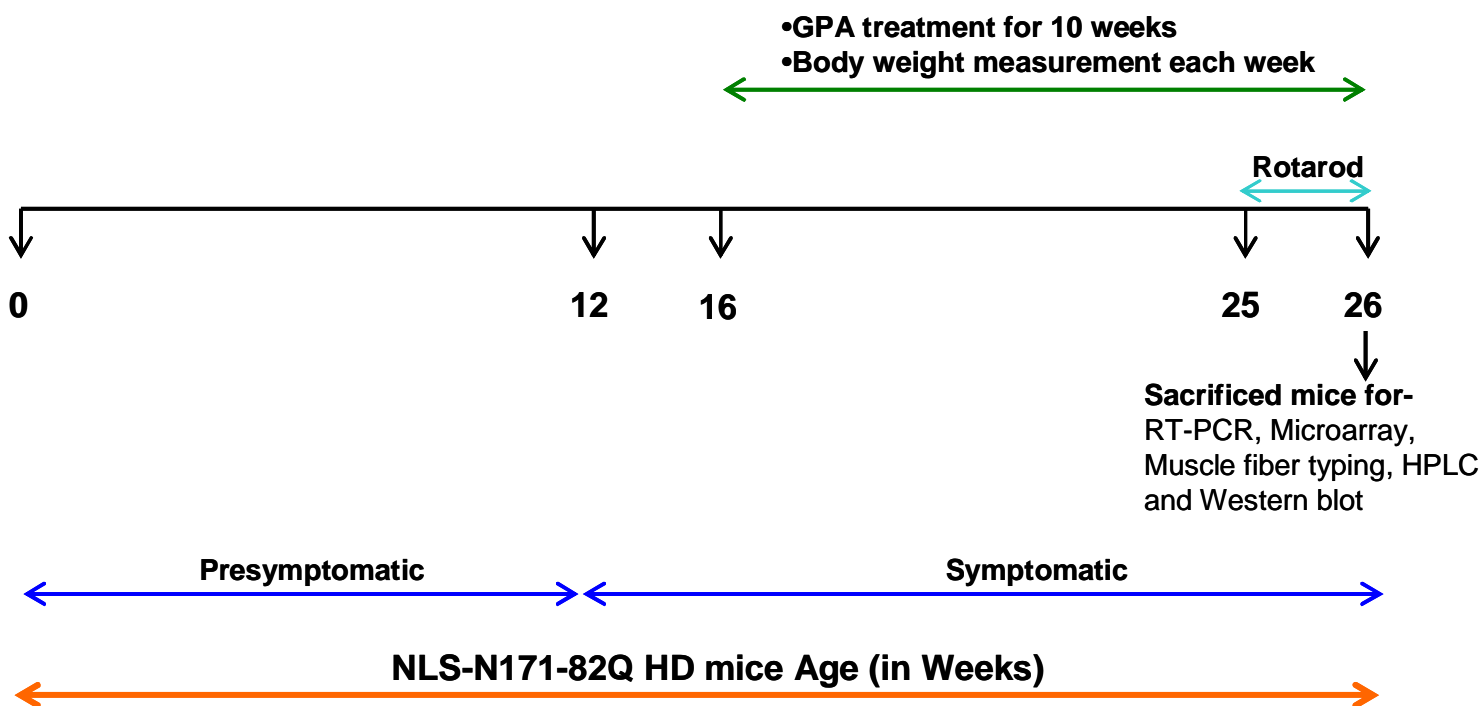 •GPA treatment for 10 weeks
•Body weight measurement each week
Rotarod
0
12
16
25
26
Sacrificed mice for-
RT-PCR, Microarray,
Muscle fiber typing, HPLC
and Western blot
Presymptomatic
Symptomatic
NLS-N171-82Q HD mice Age (in Weeks)